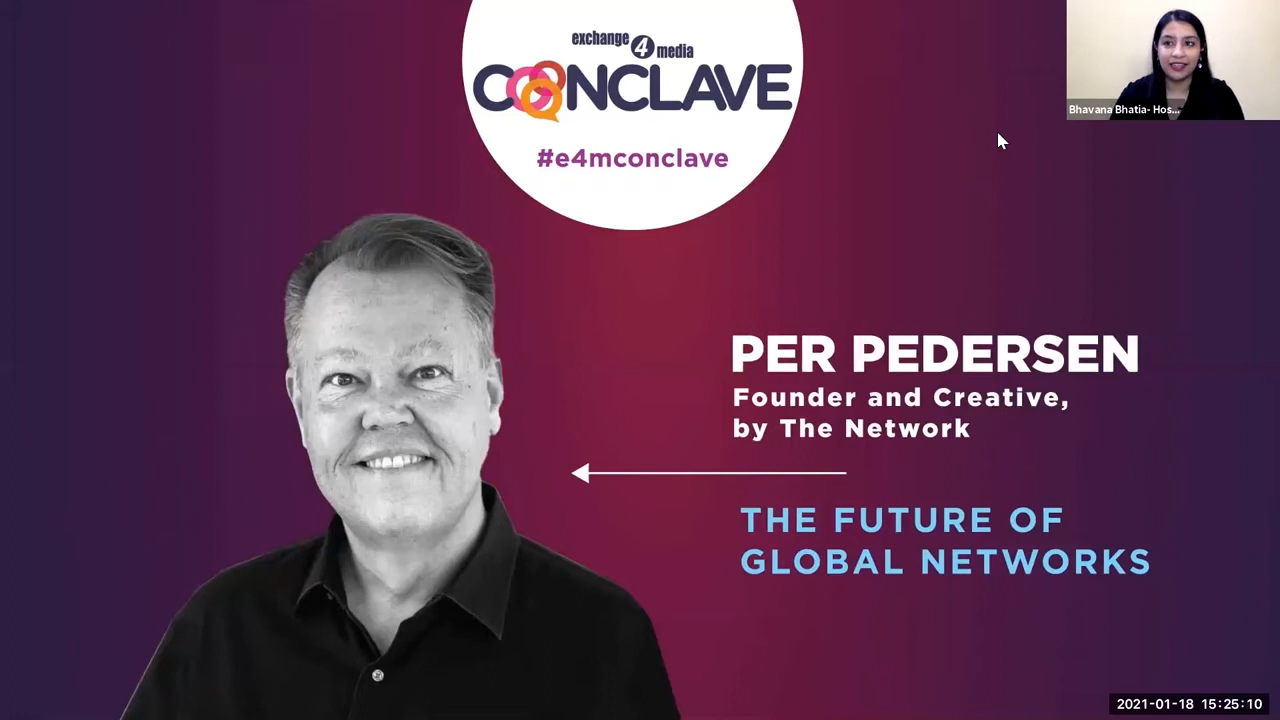 exchange 4 media
CONCLAVE
#e4mconclave
Bhavana Bhatia- Hos...
PER PEDERSEN
Founder and Creative,
by The Network
THE FUTURE OF
GLOBAL NETWORKS
2021-01-18 15:25:10